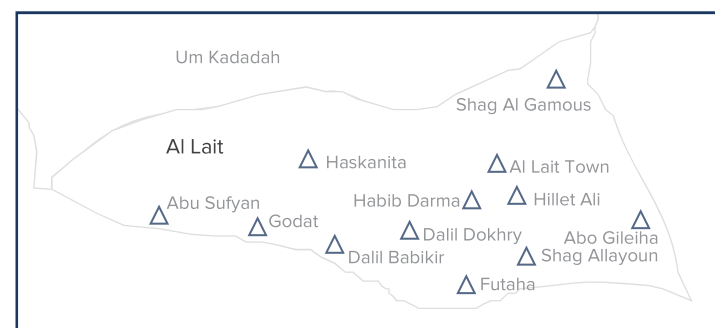 Um Kadadah
Shag Al Gamous
Al Lait
Haskanita
Al Lait Town
Abu Sufyan
Habib Darma
Hillet Ali
Godat
Dalil Dokhry
Abo Gileiha
Dalil Babikir
Shag Allayoun
Futaha